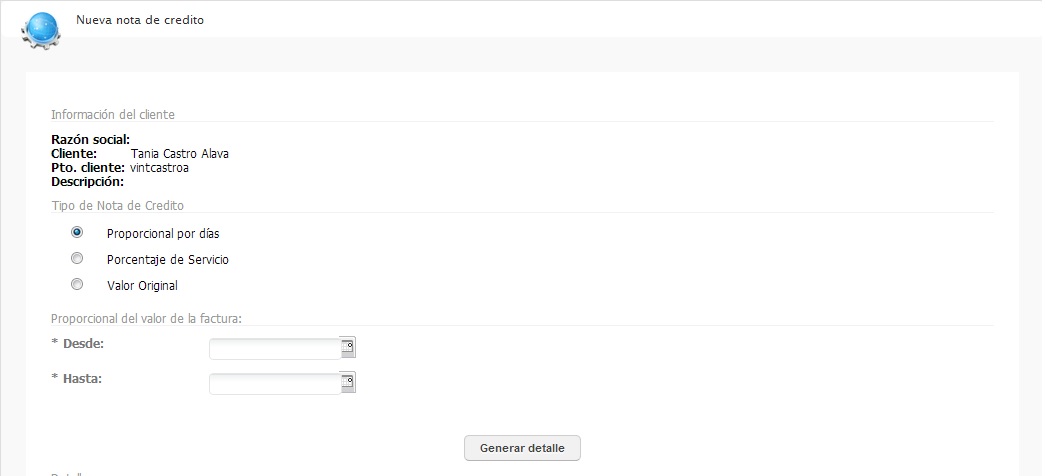 Nueva nota de credito
Información del cliente
Razón social:
Cliente: Tania Castro Alava
Pto. cliente: vintcastroa
Descripción:
Tipo de Nota de Credito
Proporcional por días
Porcentaje de Servicio
Valor Original
Proporcional del valor de la factura:
* Desde:
* Hasta:
Generar detalle